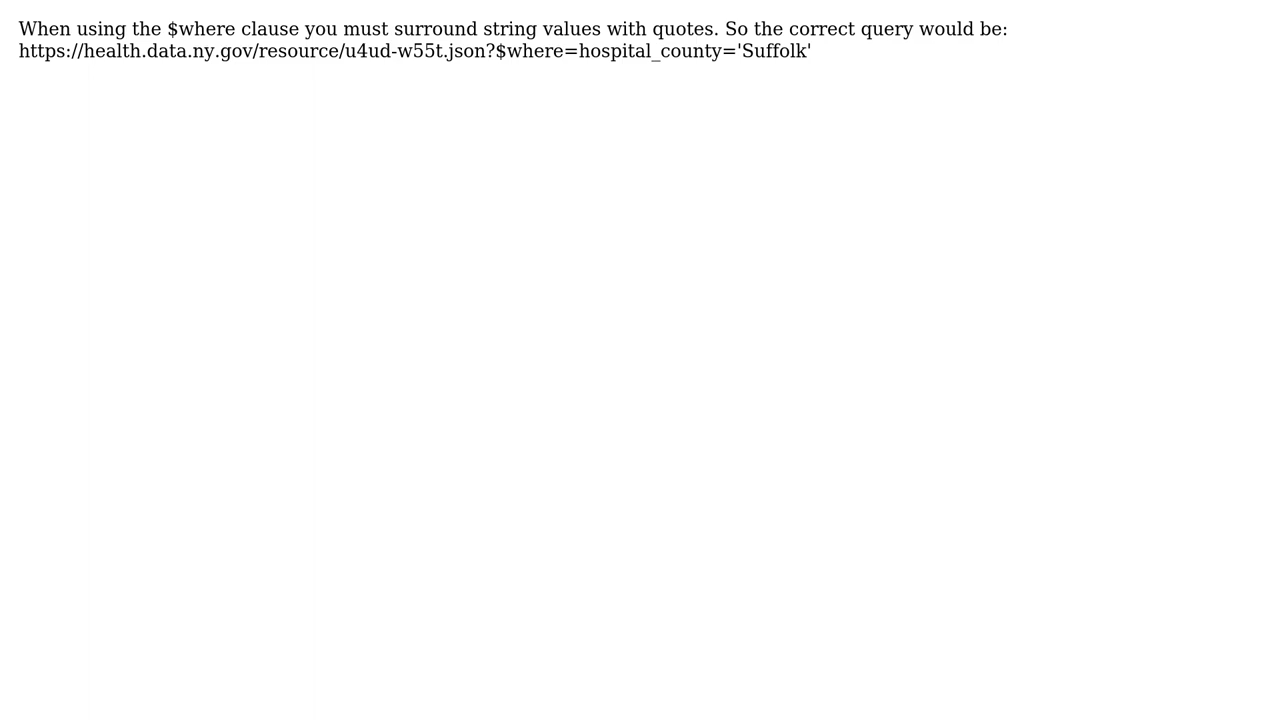 When using the $where clause you must surround string values with quotes. So the correct query would be:
https://health.data.ny.gov/resource/u4ud-w55t.json?$where=hospital_county='Suffolk'